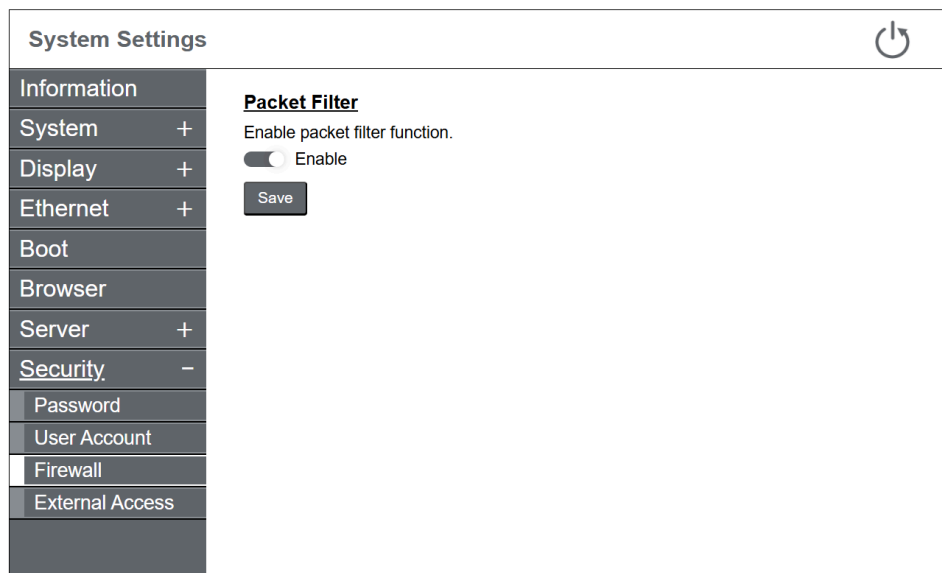 System Settings
Information
System +
Display +
Ethernet +
Boot
Browser
Server +
Security −
Password
User Account
Firewall
External Access
Packet Filter
Enable packet filter function.
Enable
Save